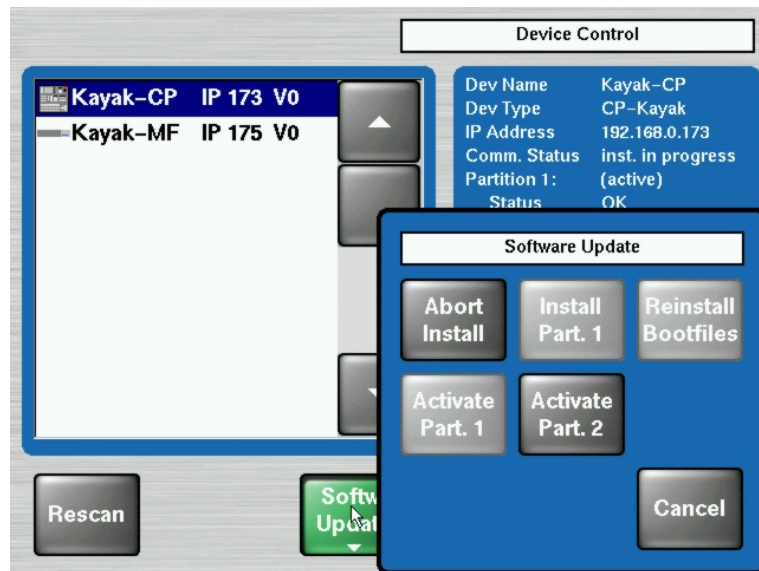 Device Control
Kayak-CP IP 173 V0
Kayak-MF IP 175 V0
Dev Name Kayak-CP
Dev Type CP-Kayak
IP Address 192.168.0.173
Comm. Status inst. in progress
Partition 1: (active)
Status OK
Software Update
Abort
Install
Install
Part. 1
Reinstall
Bootfiles
Activate
Part. 1
Activate
Part. 2
Cancel
Rescan
Softw
Updat